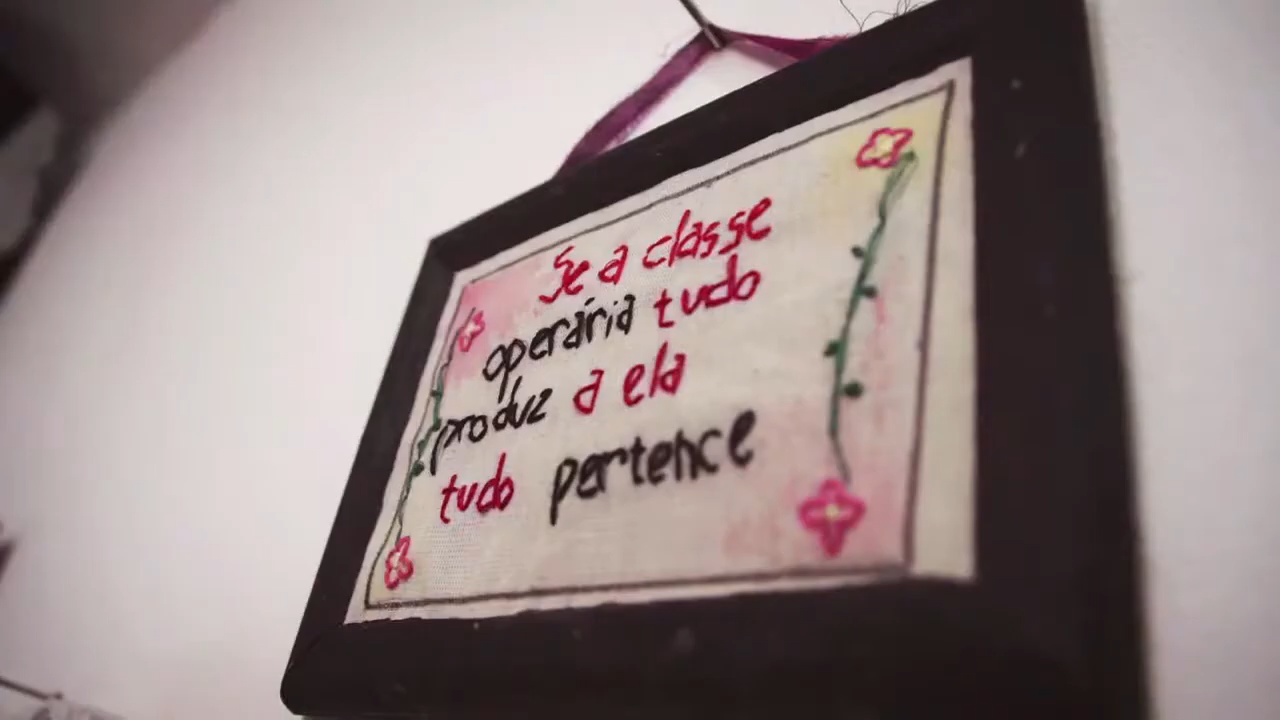 Se a classe
operária tudo
produz a ela
tudo pertence